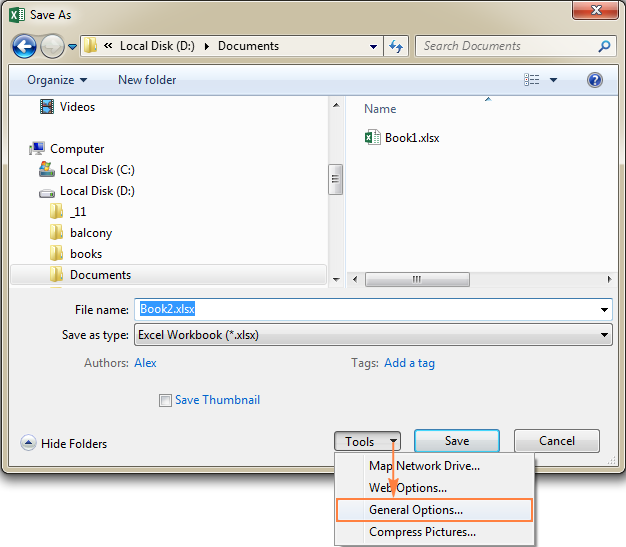 Save As
« Local Disk (D:) Documents
Search Documents
Organize New folder
Videos
Name
Book1.xlsx
Computer
Local Disk (C:)
Local Disk (D:)
_11
balcony
books
Documents
File name: Book2.xlsx
Save as type: Excel Workbook (*.xlsx)
Authors: Alex Tags: Add a tag
Save Thumbnail
Hide Folders Tools Save Cancel
Map Network Drive...
Web Options...
General Options...
Compress Pictures...